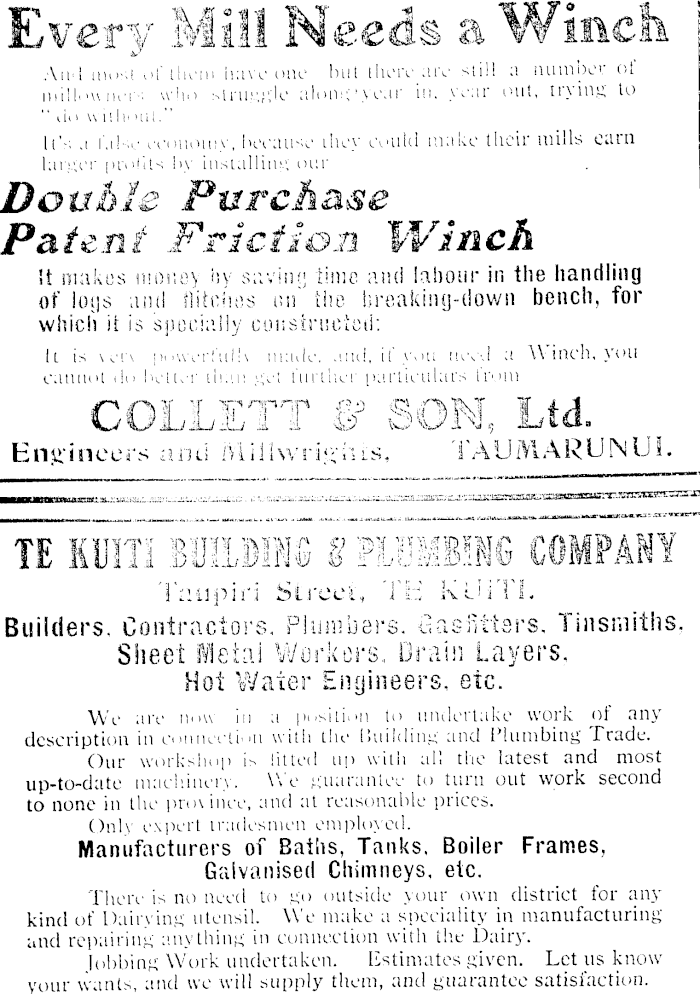 Every Mill Needs a Winch
And most of them have one but there are still a number of
millowners who struggle along year in, year out, trying to
"do without."
It's a false economy, because they could make their mills earn
larger profits by installing our
Double Purchase
Patent Friction Winch
It makes money by saving time and labour in the handling
of logs and flitches on the breaking-down bench, for
which it is specially constructed:
It is very powerfully made, and, if you need a Winch, you
cannot do better than get further particulars from
COLLETT & SON, Ltd.
Engineers and Millwrights, TAUMARUNUI.
TE KUITI BUILDING & PLUMBING COMPANY
Taupiri Street, TE KUITI.
Builders, Contractors, Plumbers, Gasfitters, Tinsmiths,
Sheet Metal Workers, Drain Layers,
Hot Water Engineers, etc.
We are now in a position to undertake work of any
description in connection with the Building and Plumbing Trade.
Our workshop is fitted up with all the latest and most
up-to-date machinery. We guarantee to turn out work second
to none in the province, and at reasonable prices.
Only expert tradesmen employed.
Manufacturers of Baths, Tanks, Boiler Frames,
Galvanised Chimneys, etc.
There is no need to go outside your own district for any
kind of Dairying utensil. We make a speciality in manufacturing
and repairing anything in connection with the Dairy.
Jobbing Work undertaken. Estimates given. Let us know
your wants, and we will supply them, and guarantee satisfaction.